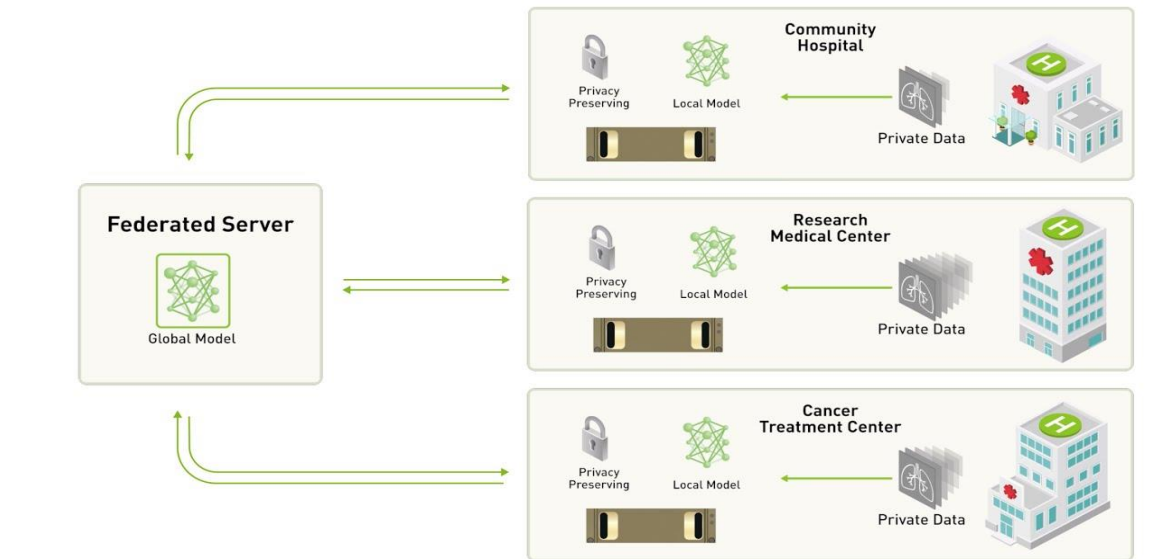 Federated Server
Global Model
Community
Hospital
Privacy
Preserving
Local Model
Private Data
H
Research
Medical Center
Privacy
Preserving
Local Model
Private Data
H
Cancer
Treatment Center
Privacy
Preserving
Local Model
Private Data
H